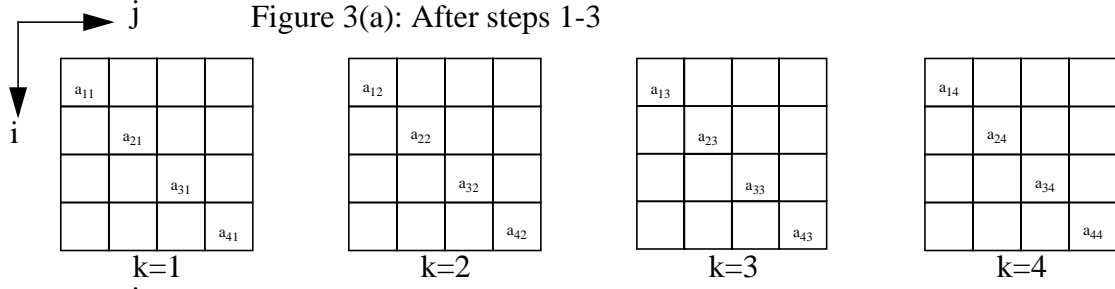 j
Figure 3(a): After steps 1-3
i
a11 a12 a13 a14
a21 a22 a23 a24
a31 a32 a33 a34
a41 a42 a43 a44
k=1 k=2 k=3 k=4